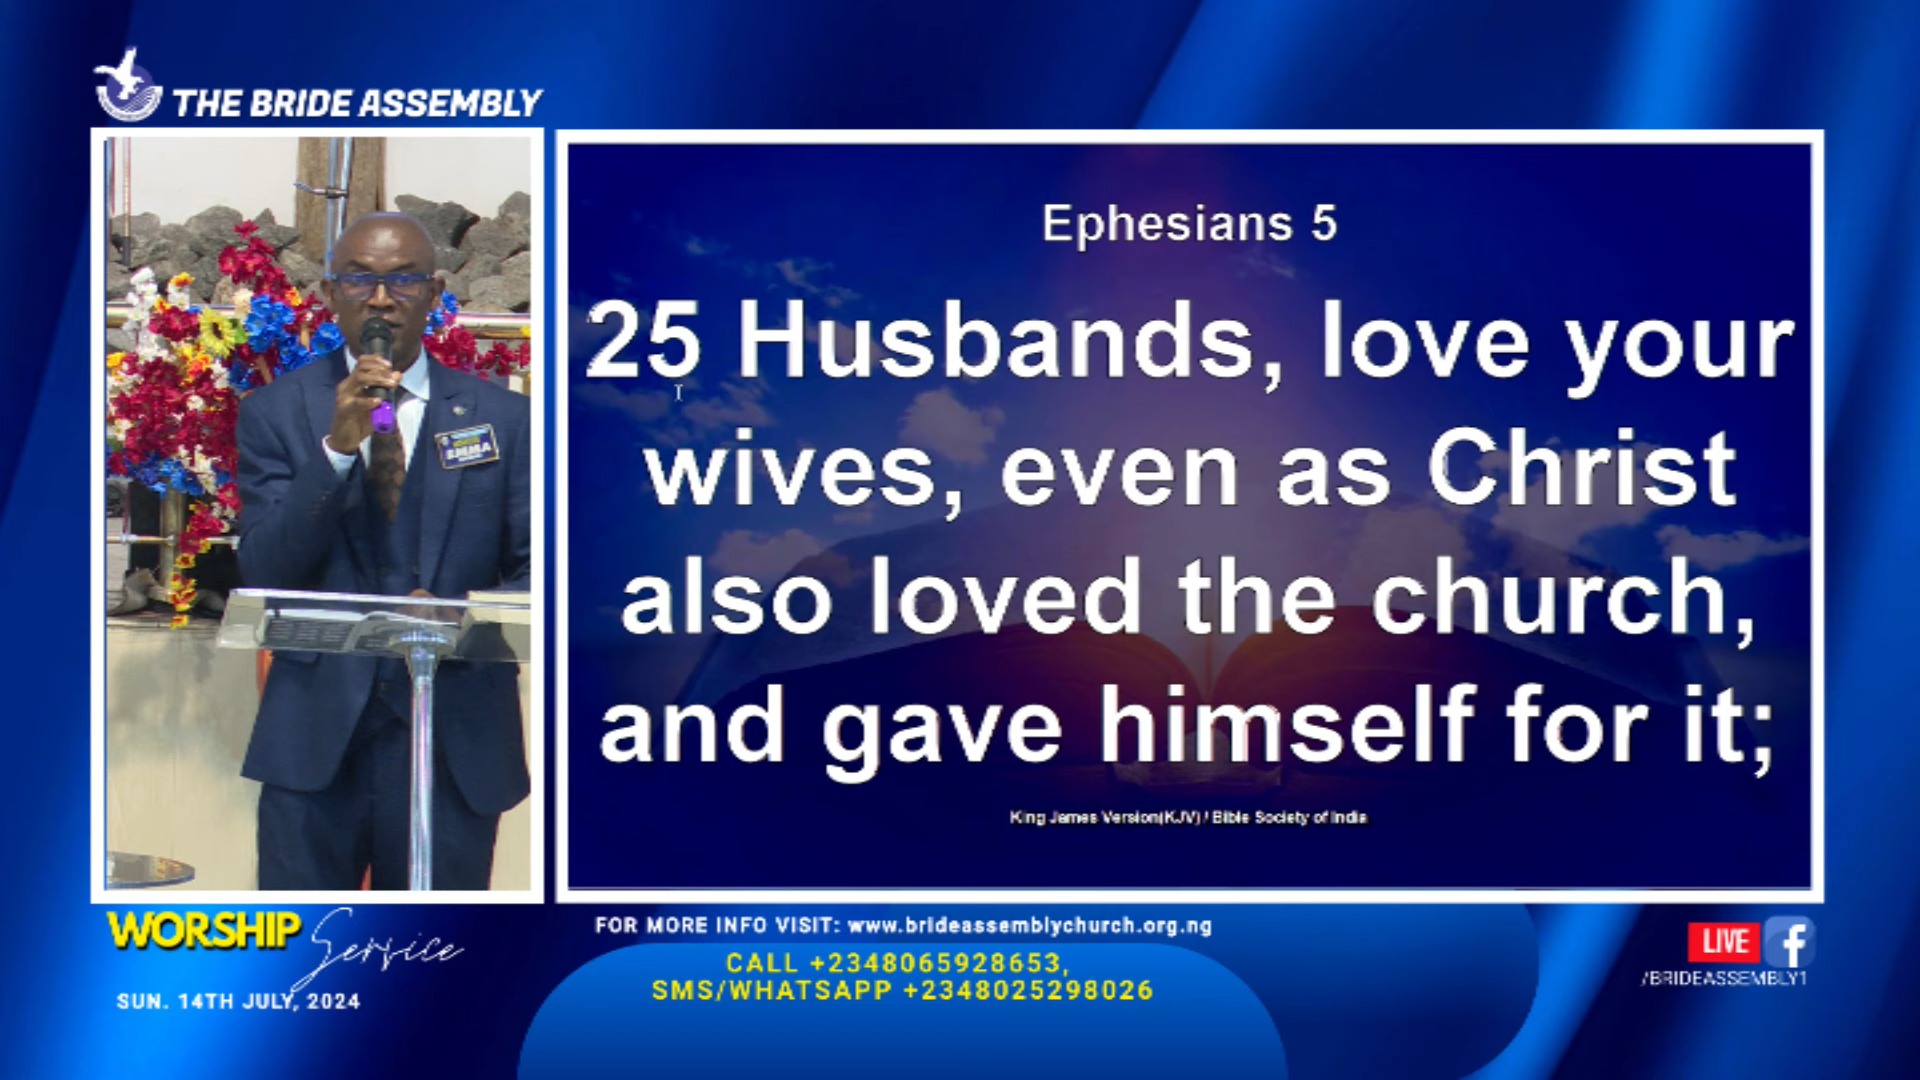 THE BRIDE ASSEMBLY
EMMA
Ephesians 5
25 Husbands, love your
wives, even as Christ
also loved the church,
and gave himself for it;
King James Version(KJV) / Bible Society of India
WORSHIP Service
SUN. 14TH JULY, 2024
FOR MORE INFO VISIT: www.brideassemblychurch.org.ng
CALL +2348065928653,
SMS/WHATSAPP +2348025298026
LIVE f
/BRIDEASSEMBLY1